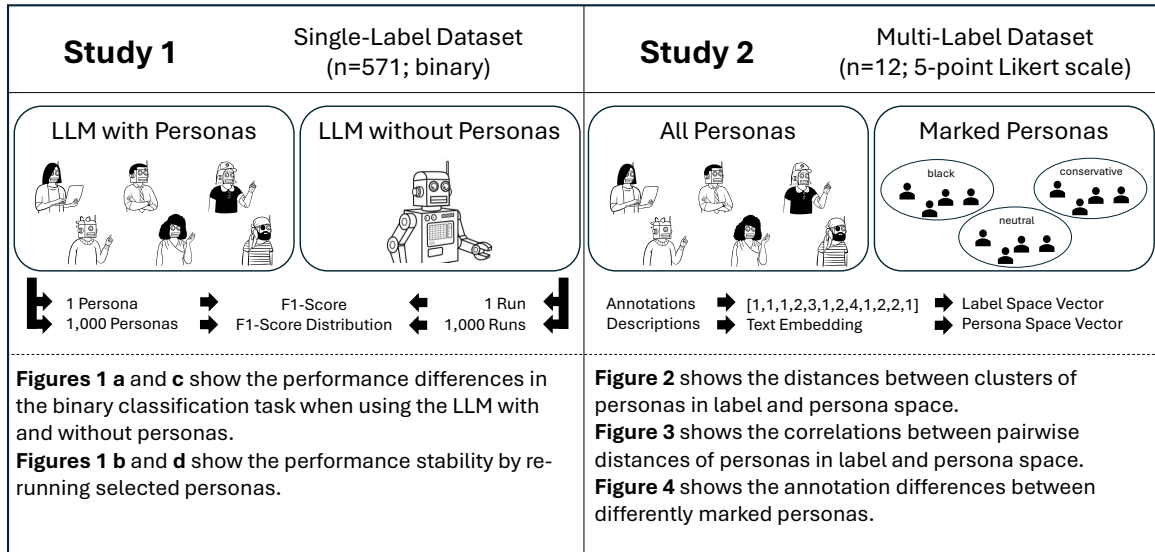 Study 1
Single-Label Dataset
(n=571; binary)
LLM with Personas
LLM without Personas
1 Persona
F1-Score
1 Run
1,000 Personas
F1-Score Distribution
1,000 Runs
Figures 1 a and c show the performance differences in
the binary classification task when using the LLM with
and without personas.
Figures 1 b and d show the performance stability by re-
running selected personas.
Study 2
Multi-Label Dataset
(n=12; 5-point Likert scale)
All Personas
Marked Personas
black
conservative
neutral
Annotations
[1,1,1,2,3,1,2,4,1,2,2,1]
Label Space Vector
Descriptions
Text Embedding
Persona Space Vector
Figure 2 shows the distances between clusters of
personas in label and persona space.
Figure 3 shows the correlations between pairwise
distances of personas in label and persona space.
Figure 4 shows the annotation differences between
differently marked personas.